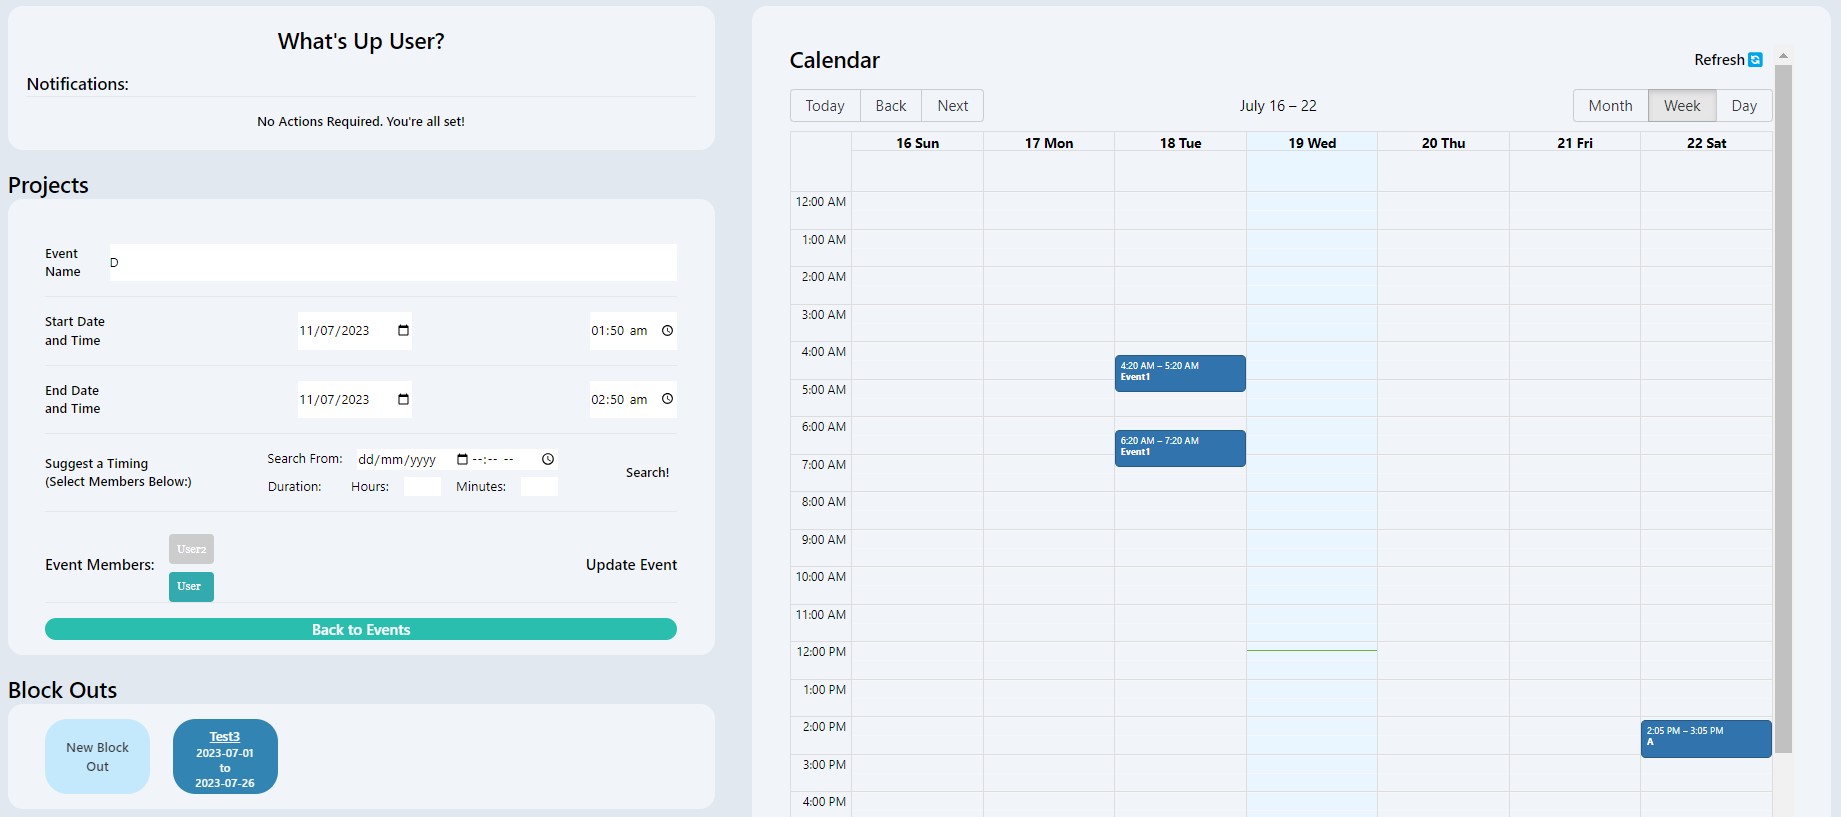 What's Up User?
Notifications:
No Actions Required. You're all set!
Projects
Event
Name
D
Start Date
and Time
11/07/2023
01:50 am
End Date
and Time
11/07/2023
02:50 am
Suggest a Timing
(Select Members Below:)
Search From:
dd/mm/yyyy
--:-- --
Duration:
Hours:
Minutes:
Search!
Event Members:
User2
User
Update Event
Back to Events
Block Outs
New Block
Out
Test3
2023-07-01
to
2023-07-26
Calendar
Refresh
Today
Back
Next
July 16 – 22
Month
Week
Day
16 Sun
17 Mon
18 Tue
19 Wed
20 Thu
21 Fri
22 Sat
12:00 AM
1:00 AM
2:00 AM
3:00 AM
4:00 AM
4:20 AM – 5:20 AM
Event1
5:00 AM
6:00 AM
6:20 AM – 7:20 AM
Event1
7:00 AM
8:00 AM
9:00 AM
10:00 AM
11:00 AM
12:00 PM
1:00 PM
2:00 PM
2:05 PM – 3:05 PM
A
3:00 PM
4:00 PM